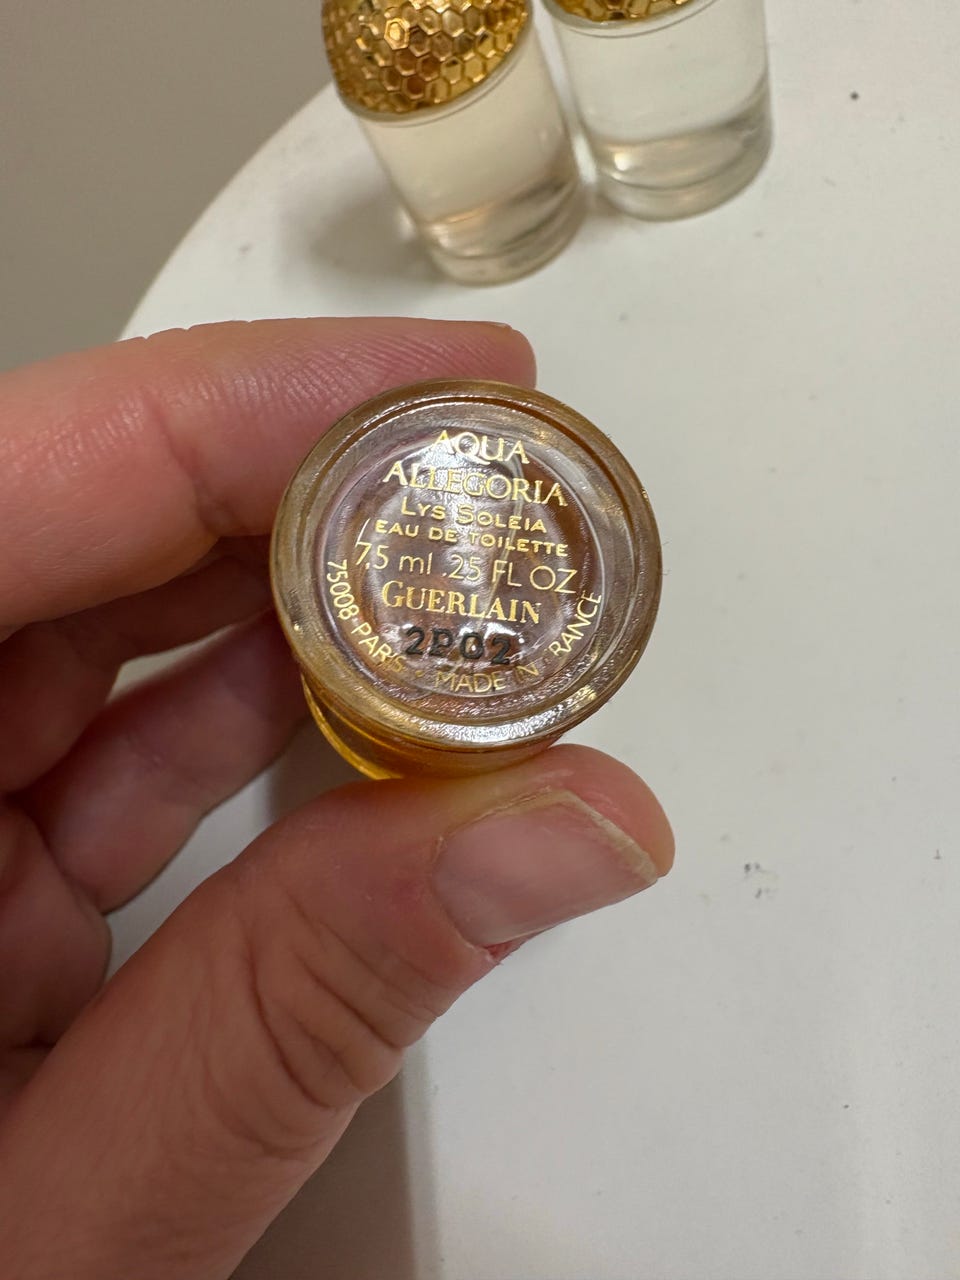 AQUA
ALLEGORIA
LYS SOLEIA
EAU DE TOILETTE
7,5 ml .25 FL OZ
GUERLAIN
2P02
75008 PARIS · MADE IN RANCE